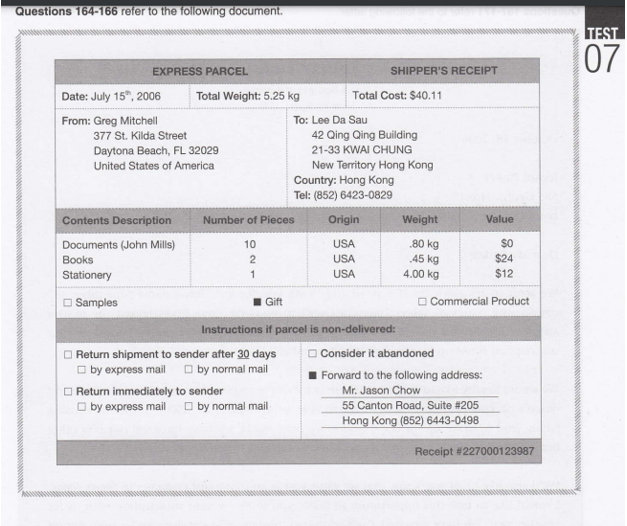 Questions 164-166 refer to the following document.
TEST
07
EXPRESS PARCEL SHIPPER'S RECEIPT
Date: July 15th, 2006 Total Weight: 5.25 kg Total Cost: $40.11
From: Greg Mitchell
377 St. Kilda Street
Daytona Beach, FL 32029
United States of America
To: Lee Da Sau
42 Qing Qing Building
21-33 KWAI CHUNG
New Territory Hong Kong
Country: Hong Kong
Tel: (852) 6423-0829
Contents Description Number of Pieces Origin Weight Value
Documents (John Mills) 10 USA .80 kg $0
Books 2 USA .45 kg $24
Stationery 1 USA 4.00 kg $12
☐ Samples ■ Gift ☐ Commercial Product
Instructions if parcel is non-delivered:
☐ Return shipment to sender after 30 days
☐ by express mail ☐ by normal mail
☐ Return immediately to sender
☐ by express mail ☐ by normal mail
☐ Consider it abandoned
■ Forward to the following address:
Mr. Jason Chow
55 Canton Road, Suite #205
Hong Kong (852) 6443-0498
Receipt #227000123987